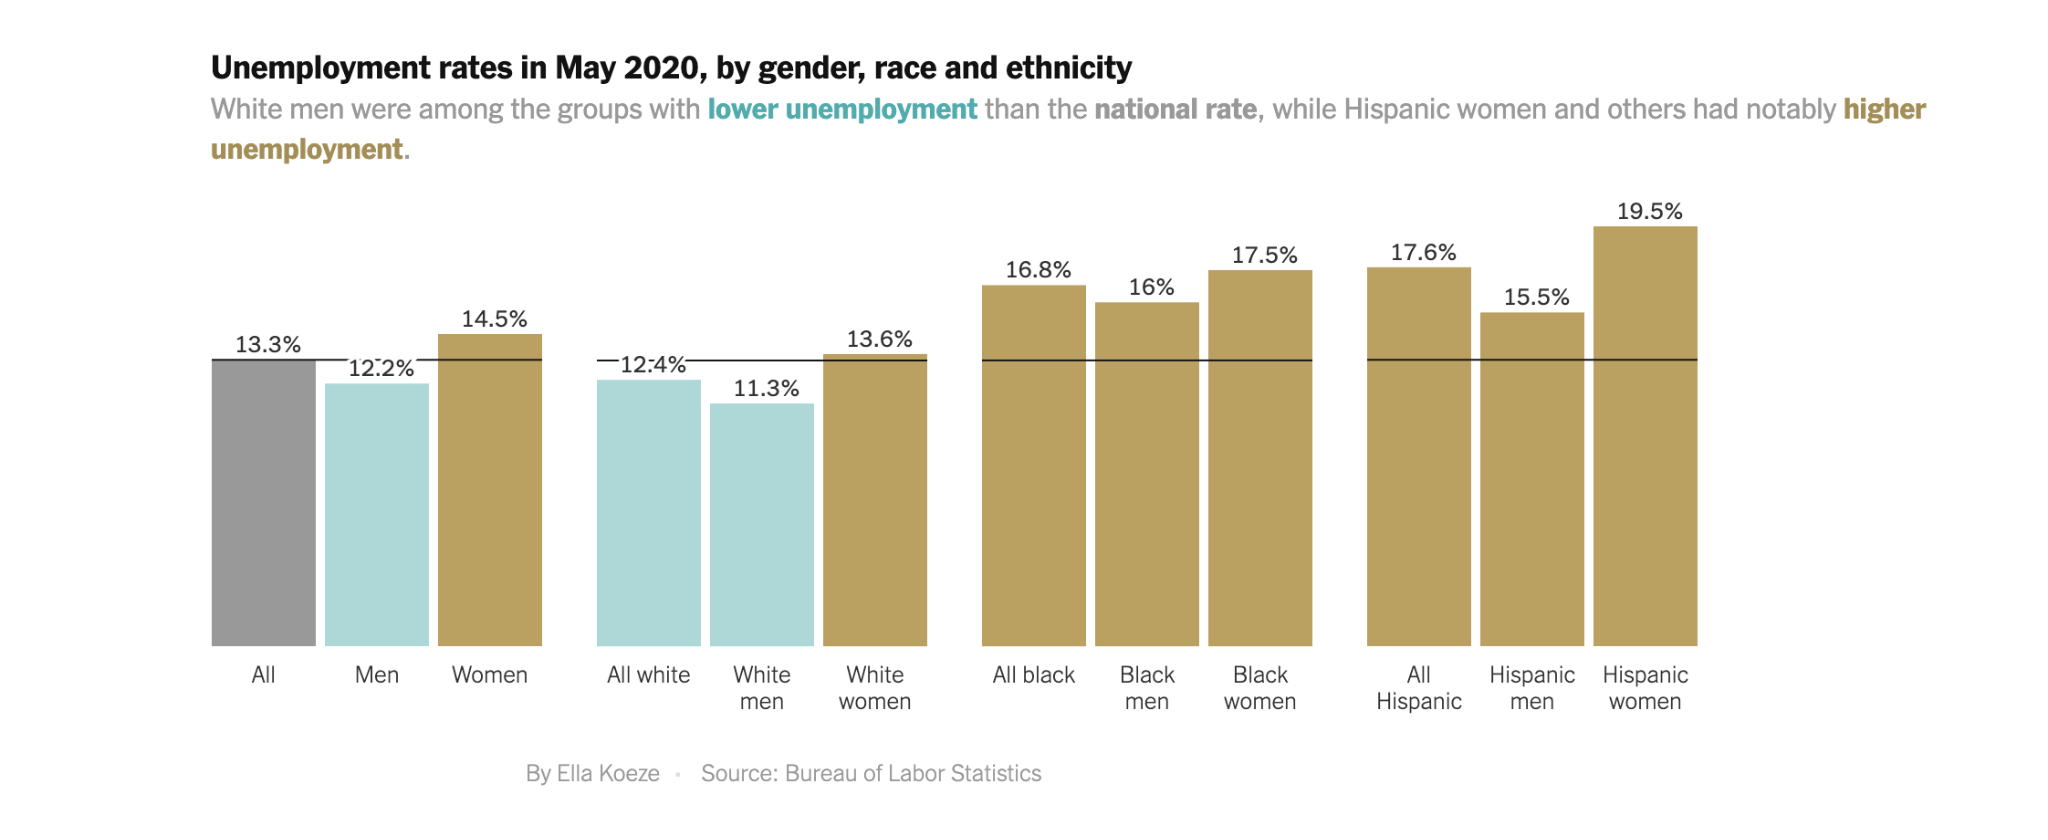 Unemployment rates in May 2020, by gender, race and ethnicity
White men were among the groups with lower unemployment than the national rate, while Hispanic women and others had notably higher
unemployment.
13.3%
12.2%
14.5%
12.4%
11.3%
13.6%
16.8%
16%
17.5%
17.6%
15.5%
19.5%
All
Men
Women
All white
White
men
White
women
All black
Black
men
Black
women
All
Hispanic
Hispanic
men
Hispanic
women
By Ella Koeze · Source: Bureau of Labor Statistics